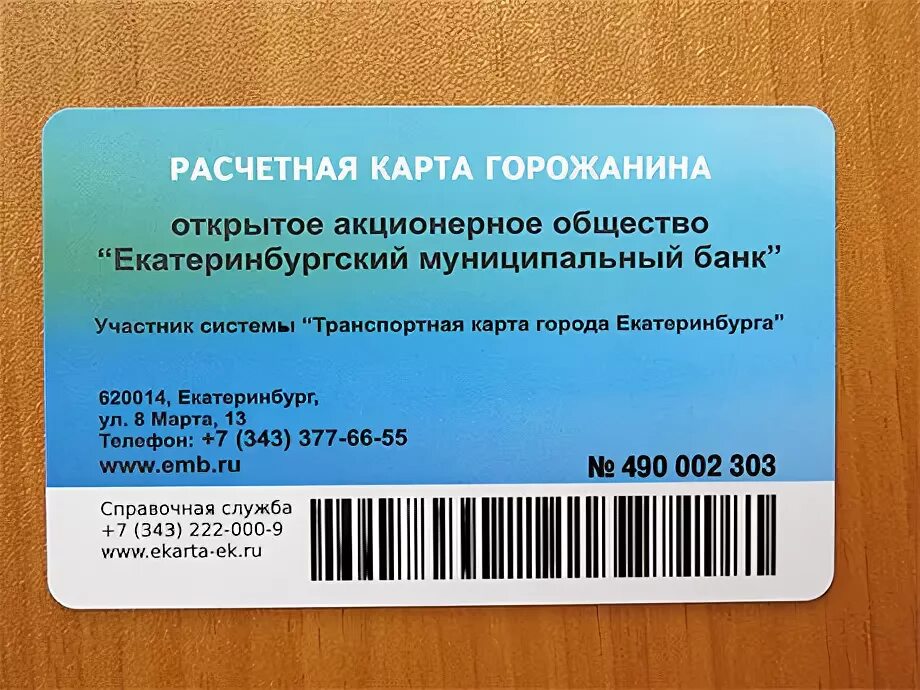 РАСЧЕТНАЯ КАРТА ГОРОЖАНИНА
открытое акционерное общество
“Екатеринбургский муниципальный банк”
Участник системы “Транспортная карта города Екатеринбурга”
620014, Екатеринбург,
ул. 8 Марта, 13
Телефон: +7 (343) 377-66-55
www.emb.ru
№ 490 002 303
Справочная служба
+7 (343) 222-000-9
www.ekarta-ek.ru